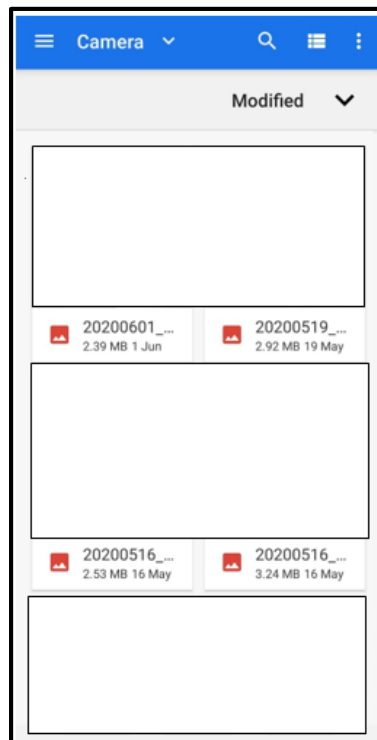 Camera
Modified
20200601_...
2.39 MB 1 Jun
20200519_...
2.92 MB 19 May
20200516_...
2.53 MB 16 May
20200516_...
3.24 MB 16 May